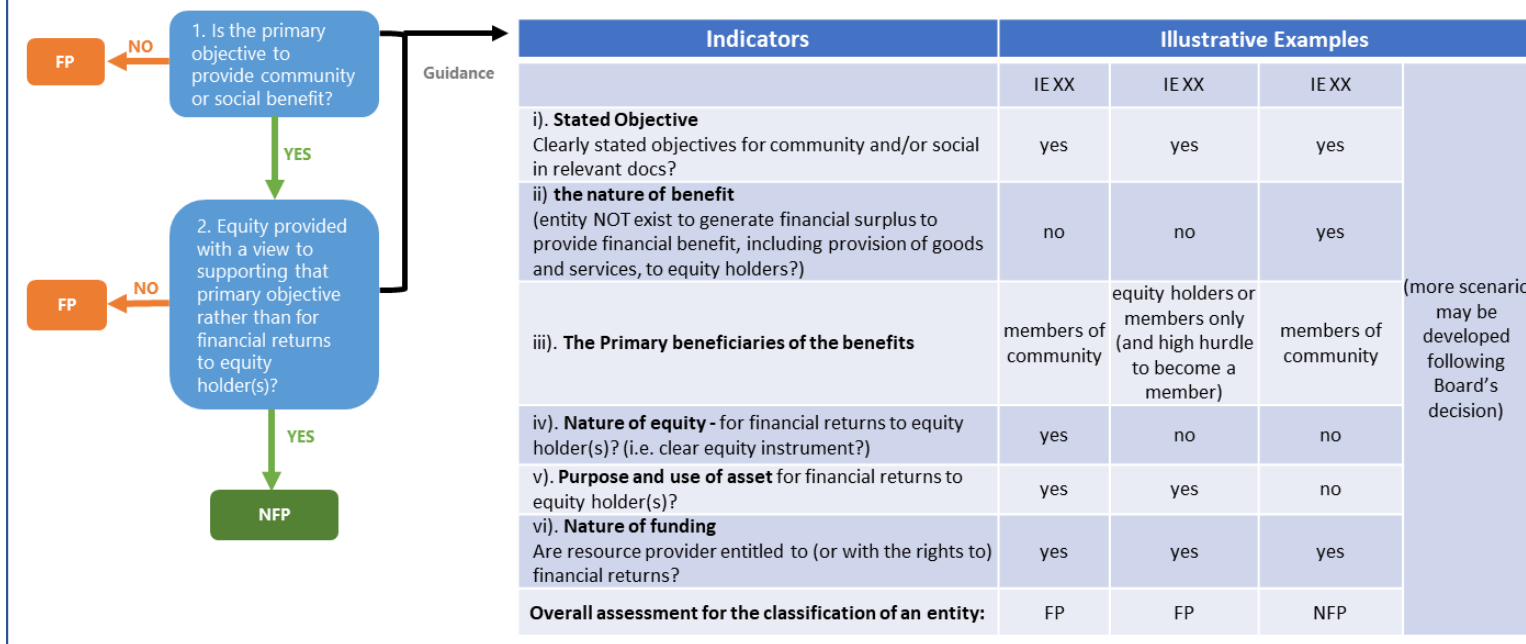 1. Is the primary
objective to
provide community
or social benefit?
NO
FP
YES
2. Equity provided
with a view to
supporting that
primary objective
rather than for
financial returns
to equity
holder(s)?
NO
FP
YES
NFP
Guidance
Indicators
Illustrative Examples
IE XX
IE XX
IE XX
i). Stated Objective
Clearly stated objectives for community and/or social
in relevant docs?
yes
yes
yes
ii) the nature of benefit
(entity NOT exist to generate financial surplus to
provide financial benefit, including provision of goods
and services, to equity holders?)
no
no
yes
iii). The Primary beneficiaries of the benefits
members of
community
equity holders or
members only
(and high hurdle
to become a
member)
members of
community
iv). Nature of equity - for financial returns to equity
holder(s)? (i.e. clear equity instrument?)
yes
no
no
v). Purpose and use of asset for financial returns to
equity holder(s)?
yes
yes
no
vi). Nature of funding
Are resource provider entitled to (or with the rights to)
financial returns?
yes
yes
yes
Overall assessment for the classification of an entity:
FP
FP
NFP
(more scenario
may be
developed
following
Board's
decision)